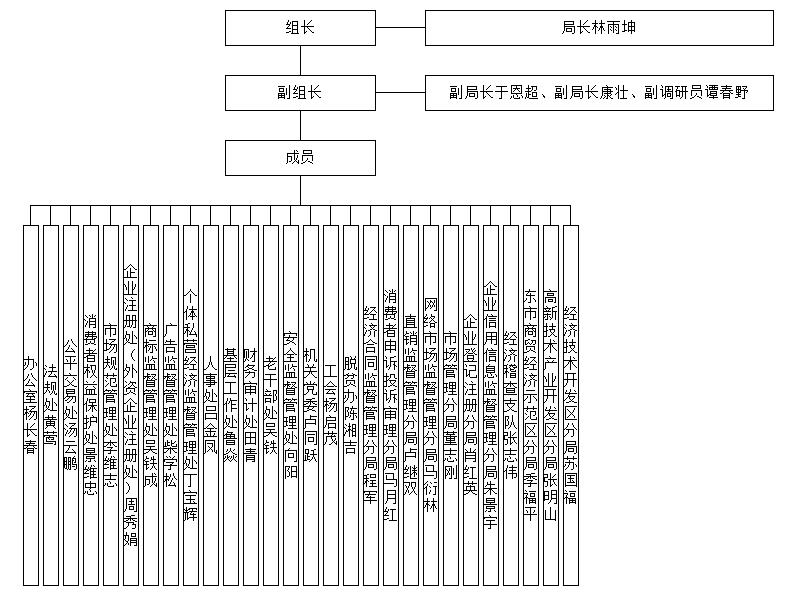 组长
局长林雨坤
副组长
副局长于恩超、副局长康壮、副调研员谭春野
成员
办公室杨长春
法规处黄莺
公平交易处汤云鹏
消费者权益保护处景维忠
市场规范管理处李维志
企业注册处（外资企业注册处）周秀娟
商标监督管理处吴铁成
广告监督管理处柴学松
个体私营经济监督管理处丁宝辉
人事处吕金凤
基层工作处鲁焱
财务审计处田青
老干部处吴铁
安全监督管理处向阳
机关党委卢同跃
工会杨启茂
脱贫办陈湘吉
经济合同监督管理分局程军
消费者申诉投诉审理分局马月红
直销监督管理分局卢继双
网络市场监督管理分局马衍林
市场管理分局董志刚
企业登记注册分局肖红英
企业信用信息监督管理分局朱景宇
经济稽查支队张志伟
东市商贸经济示范区分局季福平
高新技术产业开发区分局张明山
经济技术开发区分局苏国福